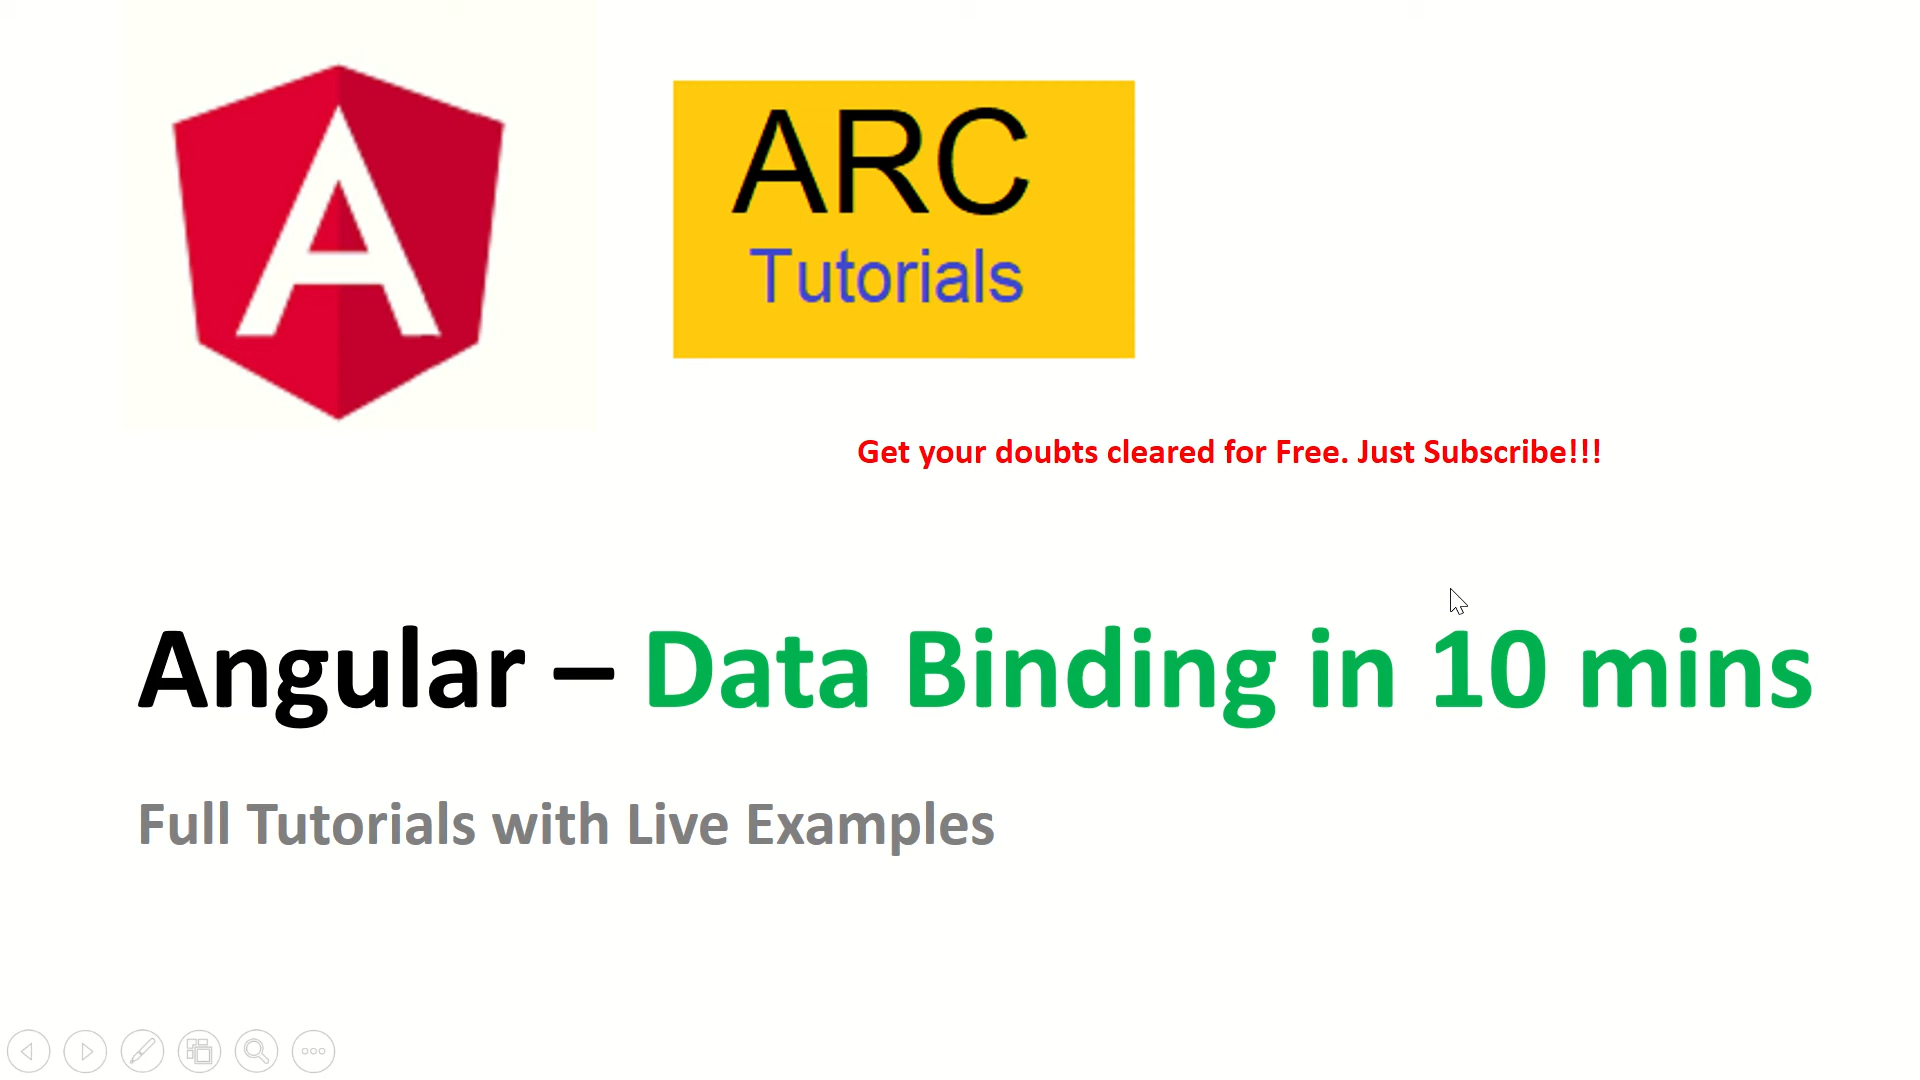 ARC
Tutorials
Get your doubts cleared for Free. Just Subscribe!!!
Angular – Data Binding in 10 mins
Full Tutorials with Live Examples